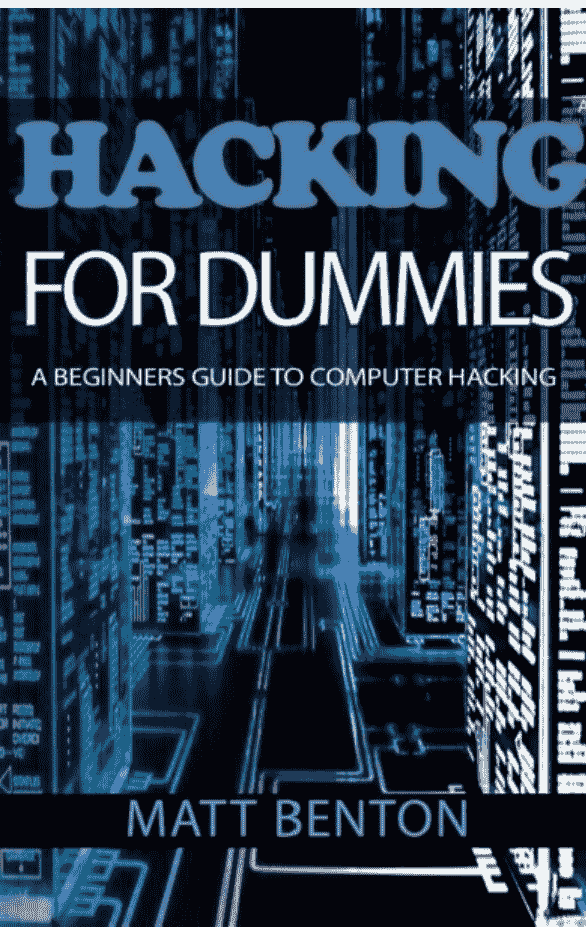 HACKING
FOR DUMMIES
A BEGINNERS GUIDE TO COMPUTER HACKING
MATT BENTON